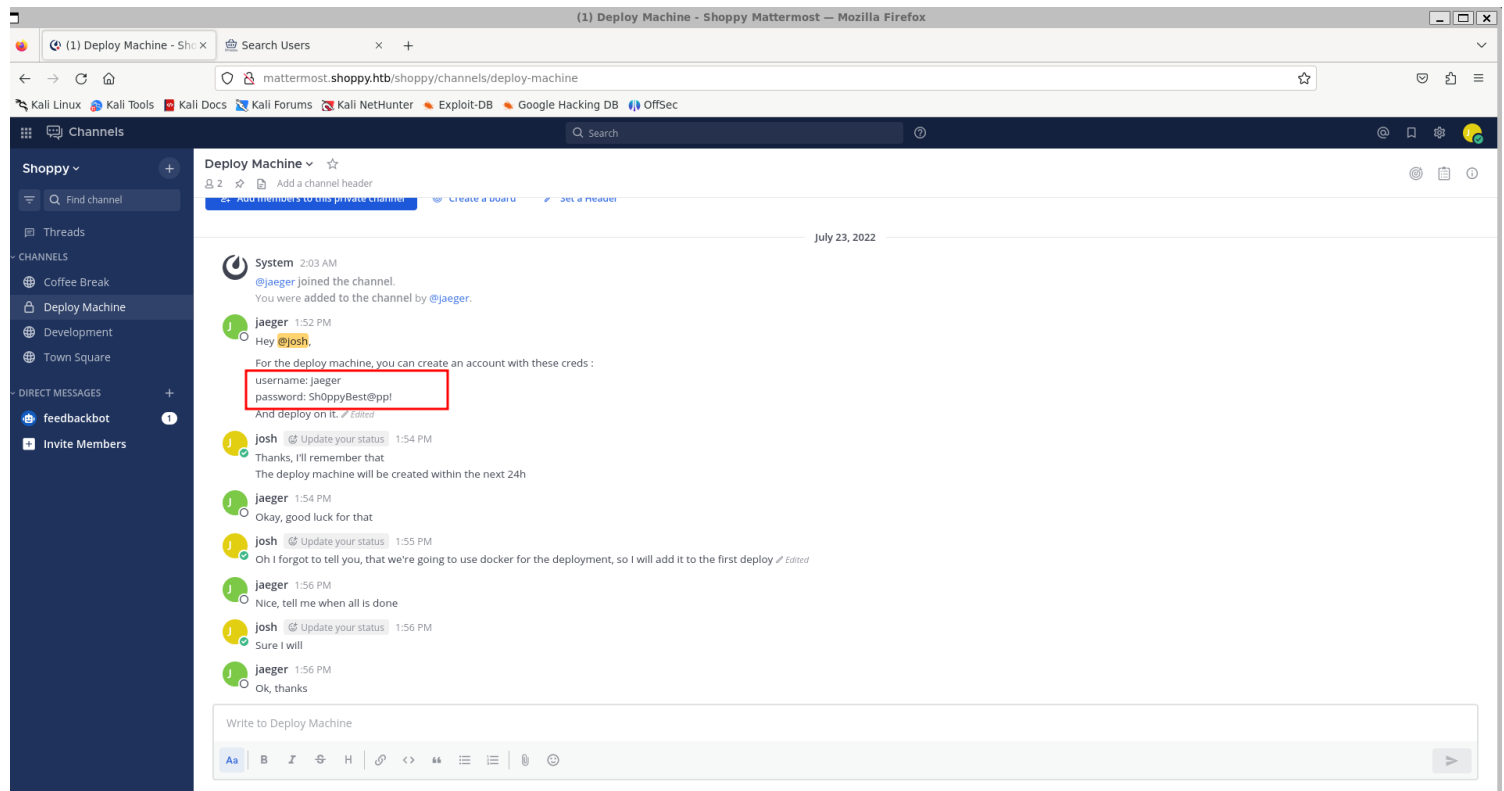 (1) Deploy Machine - Shoppy Mattermost — Mozilla Firefox
(1) Deploy Machine - Sho
Search Users
mattermost.shoppy.htb/shoppy/channels/deploy-machine
Kali Linux Kali Tools Kali Docs Kali Forums Kali NetHunter Exploit-DB Google Hacking DB OffSec
Channels
Search
Shoppy
Find channel
Threads
CHANNELS
Coffee Break
Deploy Machine
Development
Town Square
DIRECT MESSAGES
feedbackbot 1
Invite Members
Deploy Machine
2 Add a channel header
Add members to this private channel Create a board Set a Header
July 23, 2022
System 2:03 AM
@jaeger joined the channel.
You were added to the channel by @jaeger.
J
jaeger 1:52 PM
Hey @josh,
For the deploy machine, you can create an account with these creds :
username: jaeger
password: Sh0ppyBest@pp!
And deploy on it. Edited
J
josh Update your status 1:54 PM
Thanks, I'll remember that
The deploy machine will be created within the next 24h
J
jaeger 1:54 PM
Okay, good luck for that
J
josh Update your status 1:55 PM
Oh I forgot to tell you, that we're going to use docker for the deployment, so I will add it to the first deploy Edited
J
jaeger 1:56 PM
Nice, tell me when all is done
J
josh Update your status 1:56 PM
Sure I will
J
jaeger 1:56 PM
Ok, thanks
Write to Deploy Machine
Aa B I S H